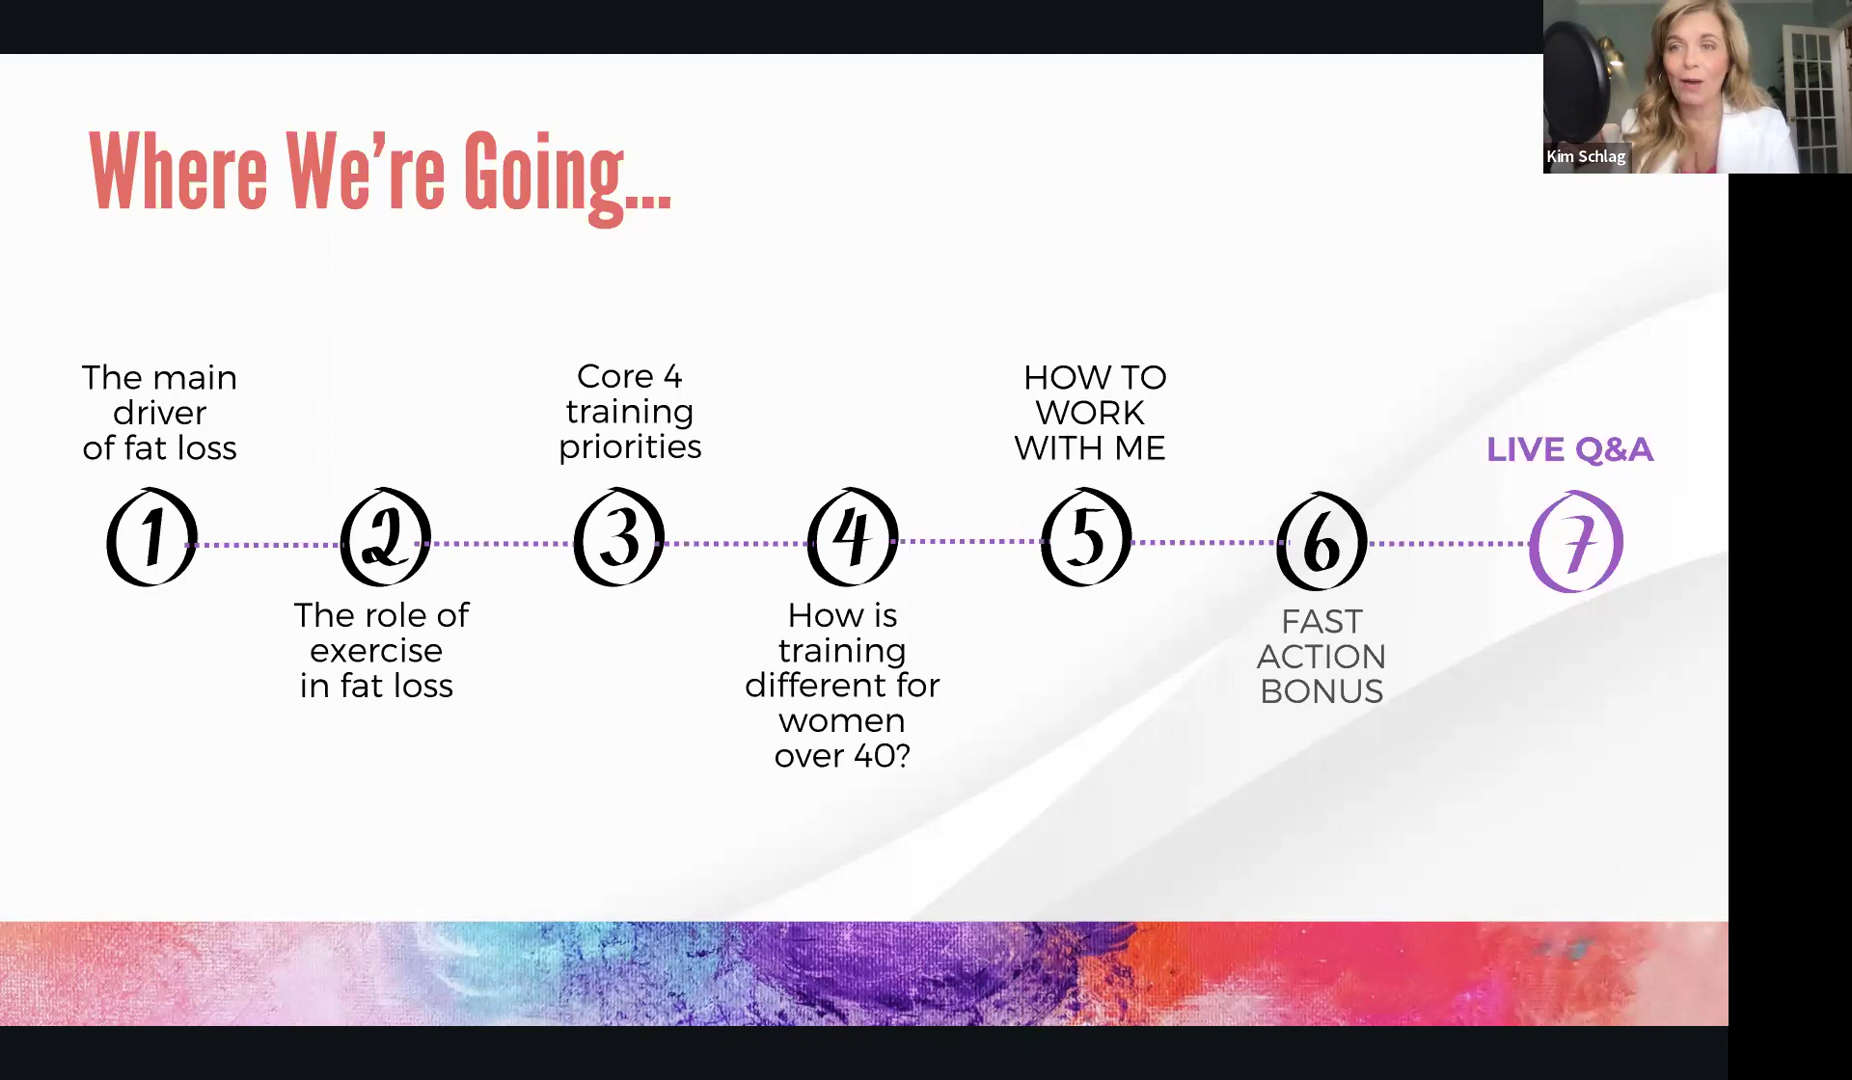 Kim Schlag
Where We're Going...
The main
driver
of fat loss
1
2
The role of
exercise
in fat loss
Core 4
training
priorities
3
4
How is
training
different for
women
over 40?
HOW TO
WORK
WITH ME
5
6
FAST
ACTION
BONUS
LIVE Q&A
7